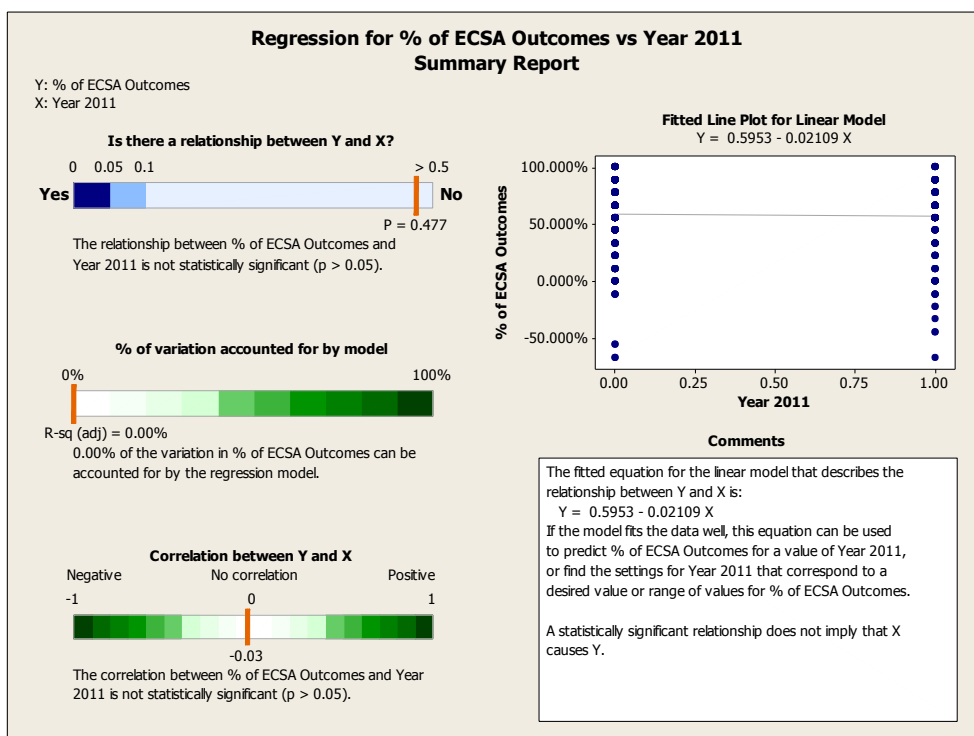 Regression for % of ECSA Outcomes vs Year 2011
Summary Report
Y: % of ECSA Outcomes
X: Year 2011
Is there a relationship between Y and X?
0 0.05 0.1 > 0.5
Yes No
P = 0.477
The relationship between % of ECSA Outcomes and
Year 2011 is not statistically significant (p > 0.05).
% of variation accounted for by model
0% 100%
R-sq (adj) = 0.00%
0.00% of the variation in % of ECSA Outcomes can be
accounted for by the regression model.
Correlation between Y and X
Negative No correlation Positive
-1 0 1
-0.03
The correlation between % of ECSA Outcomes and Year
2011 is not statistically significant (p > 0.05).
Fitted Line Plot for Linear Model
Y = 0.5953 - 0.02109 X
100.000%
50.000%
0.000%
-50.000%
% of ECSA Outcomes
0.00 0.25 0.50 0.75 1.00
Year 2011
Comments
The fitted equation for the linear model that describes the
relationship between Y and X is:
Y = 0.5953 - 0.02109 X
If the model fits the data well, this equation can be used
to predict % of ECSA Outcomes for a value of Year 2011,
or find the settings for Year 2011 that correspond to a
desired value or range of values for % of ECSA Outcomes.
A statistically significant relationship does not imply that X
causes Y.